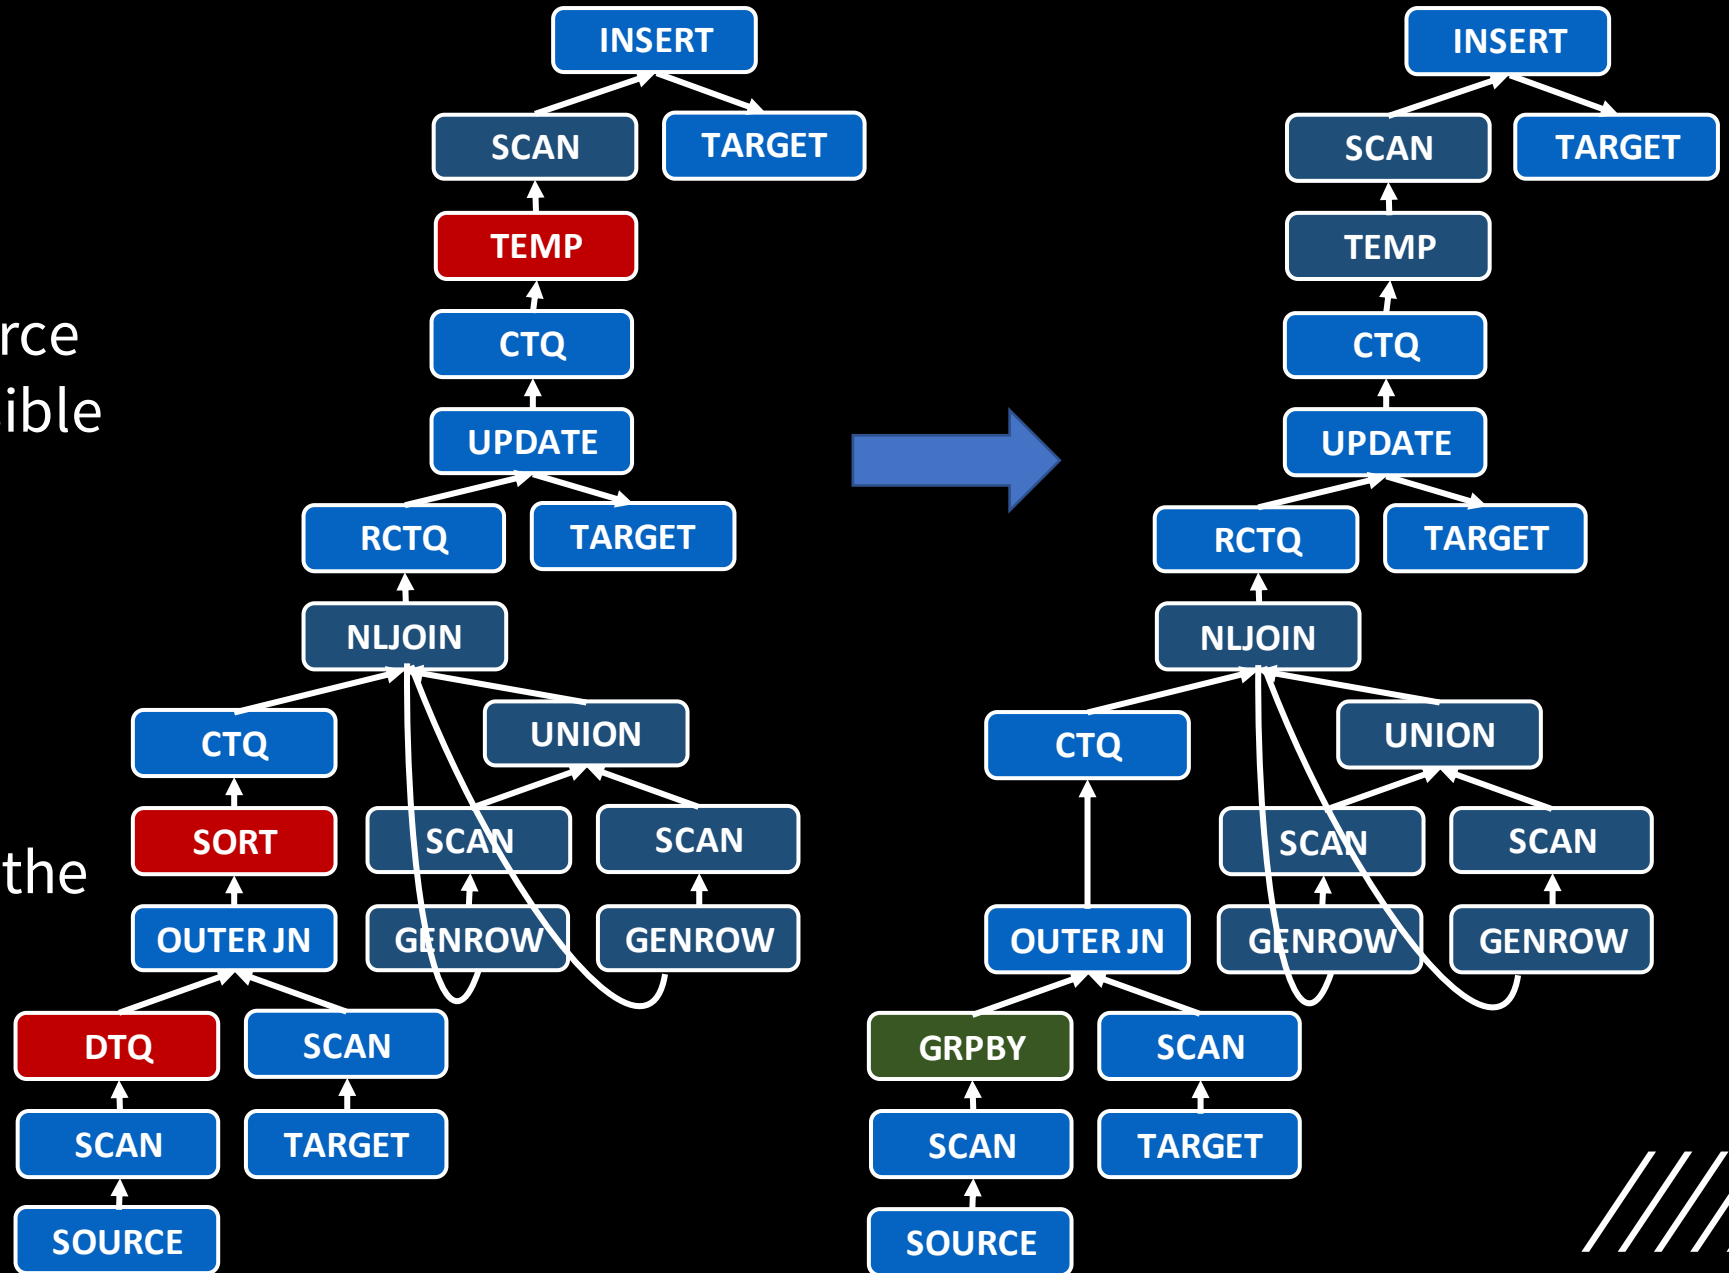 INSERT
SCAN
TARGET
TEMP
CTQ
UPDATE
RCTQ
TARGET
NLJOIN
CTQ
UNION
SORT
SCAN
SCAN
OUTER JN
GENROW
GENROW
DTQ
SCAN
SCAN
TARGET
SOURCE
INSERT
SCAN
TARGET
TEMP
CTQ
UPDATE
RCTQ
TARGET
NLJOIN
CTQ
UNION
SCAN
SCAN
OUTER JN
GENROW
GENROW
GRPBY
SCAN
SCAN
TARGET
SOURCE
the